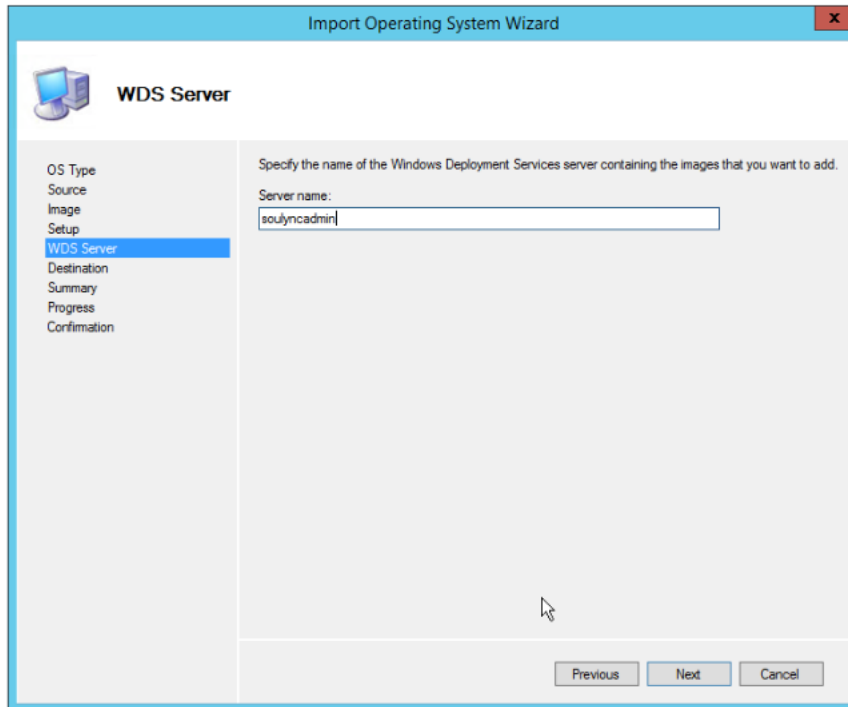 Import Operating System Wizard
x
WDS Server
OS Type
Source
Image
Setup
WDS Server
Destination
Summary
Progress
Confirmation
Specify the name of the Windows Deployment Services server containing the images that you want to add.
Server name:
soulyncadmin
Previous
Next
Cancel